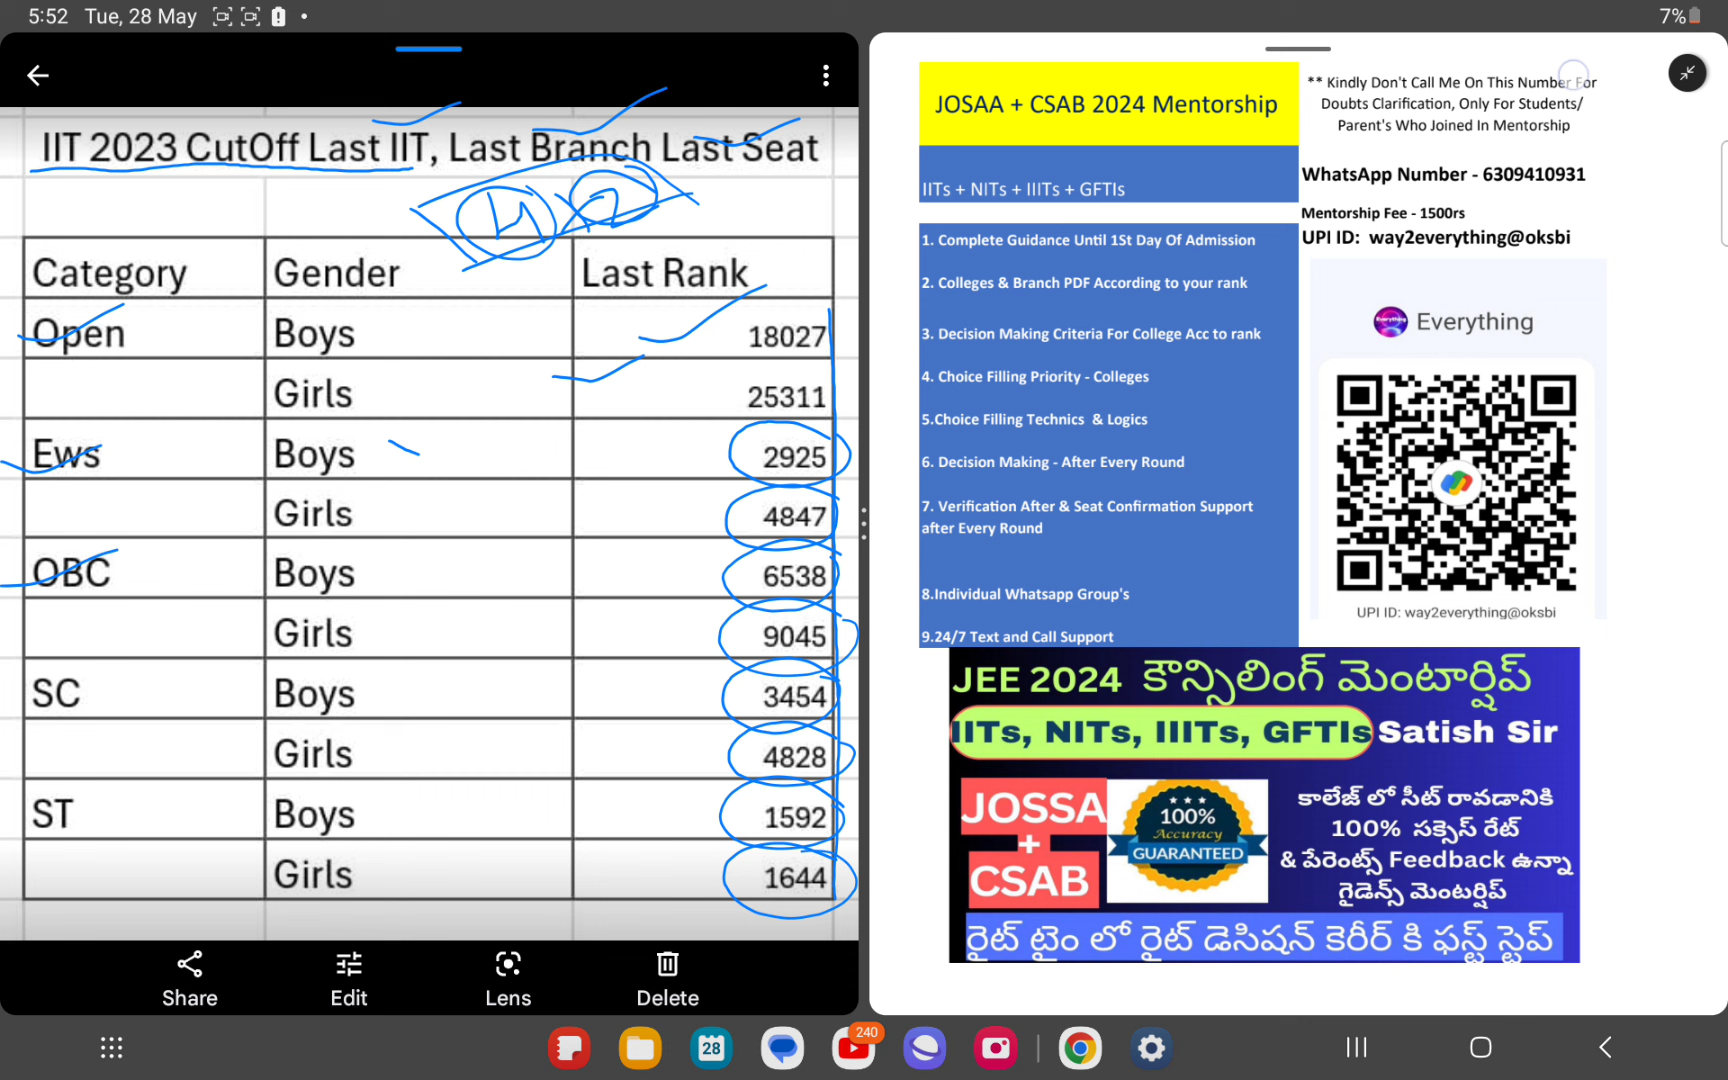 5:52 Tue, 28 May
7%
IIT 2023 CutOff Last IIT, Last Branch Last Seat
Category Gender Last Rank
Open Boys 18027
Girls 25311
Ews Boys 2925
Girls 4847
OBC Boys 6538
Girls 9045
SC Boys 3454
Girls 4828
ST Boys 1592
Girls 1644
Share Edit Lens Delete
JOSAA + CSAB 2024 Mentorship
IITs + NITs + IIITs + GFTIs
1. Complete Guidance Until 1St Day Of Admission
2. Colleges & Branch PDF According to your rank
3. Decision Making Criteria For College Acc to rank
4. Choice Filling Priority - Colleges
5.Choice Filling Technics & Logics
6. Decision Making - After Every Round
7. Verification After & Seat Confirmation Support
after Every Round
8.Individual Whatsapp Group's
9.24/7 Text and Call Support
** Kindly Don't Call Me On This Number For
Doubts Clarification, Only For Students/
Parent's Who Joined In Mentorship
WhatsApp Number - 6309410931
Mentorship Fee - 1500rs
UPI ID: way2everything@oksbi
Everything
UPI ID: way2everything@oksbi
JEE 2024 కౌన్సిలింగ్ మెంటార్షిప్
IITs, NITs, IIITs, GFTIs Satish Sir
JOSSA
+
CSAB
100%
Accuracy
GUARANTEED
కాలేజ్ లో సీట్ రావడానికి
100% సక్సెస్ రేట్
& పేరెంట్స్ Feedback ఉన్నా
గైడెన్స్ మెంటర్షిప్
రైట్ టైం లో రైట్ డెసిషన్ కెరీర్ కి ఫస్ట్ స్టెప్
28
240